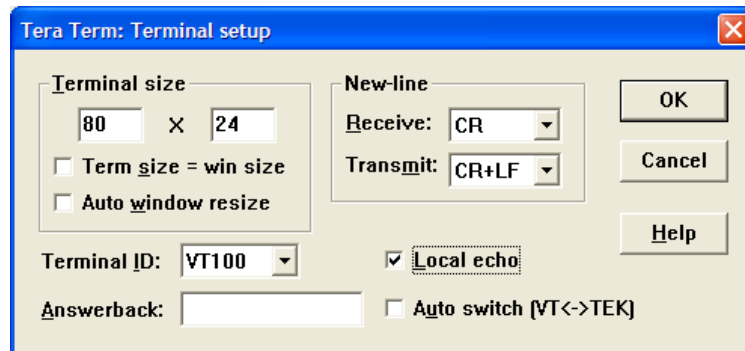 Tera Term: Terminal setup
Terminal size
80 X 24
Term size = win size
Auto window resize
New-line
Receive: CR
Transmit: CR+LF
OK
Cancel
Help
Terminal ID: VT100
Local echo
Answerback:
Auto switch (VT<->TEK)